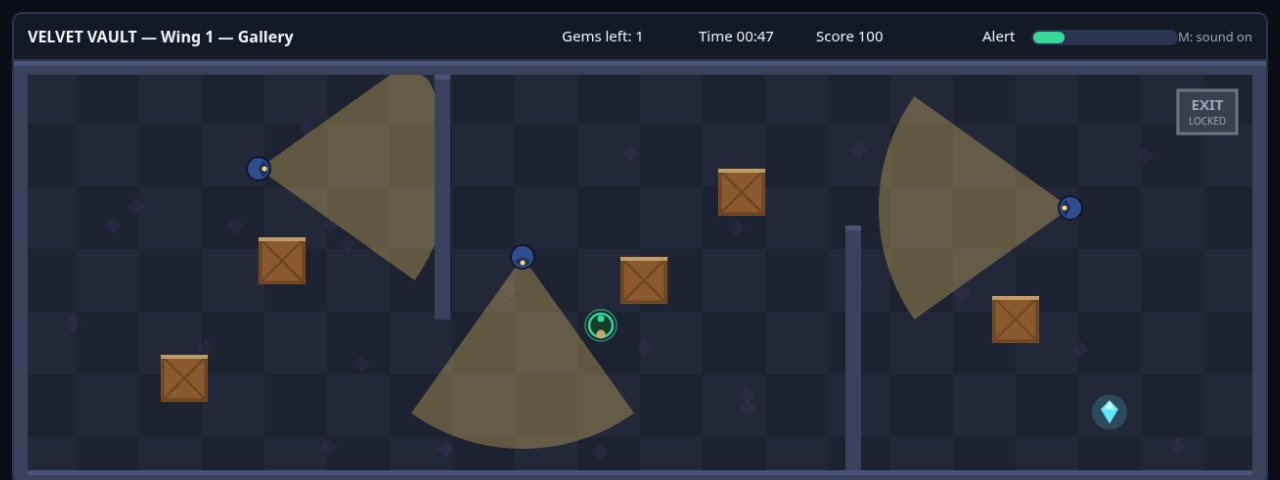 VELVET VAULT — Wing 1 — Gallery
Gems left: 1
Time 00:47
Score 100
Alert
M: sound on
EXIT
LOCKED